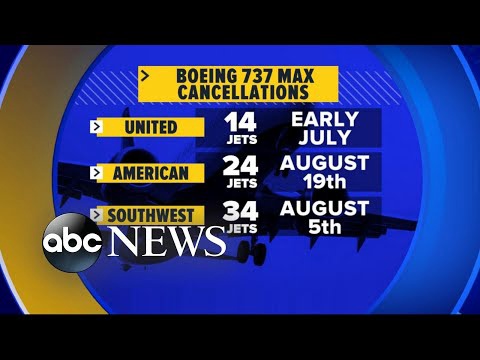 BOEING 737 MAX
CANCELLATIONS
UNITED 14 JETS EARLY JULY
AMERICAN 24 JETS AUGUST 19th
SOUTHWEST 34 JETS AUGUST 5th
abc NEWS